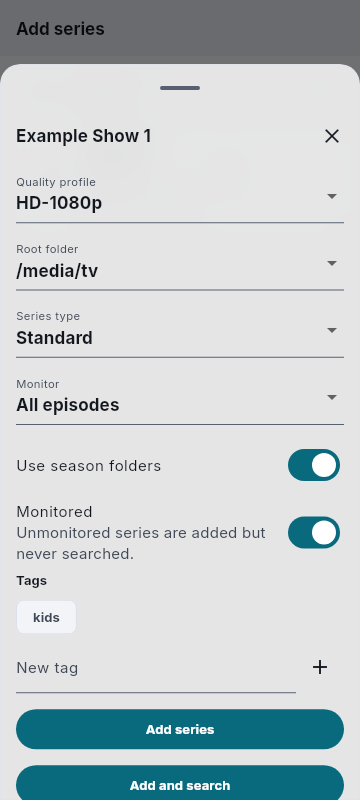 Add series
Example Show 1
Quality profile
HD-1080p
Root folder
/media/tv
Series type
Standard
Monitor
All episodes
Use season folders
Monitored
Unmonitored series are added but
never searched.
Tags
kids
New tag
Add series
Add and search